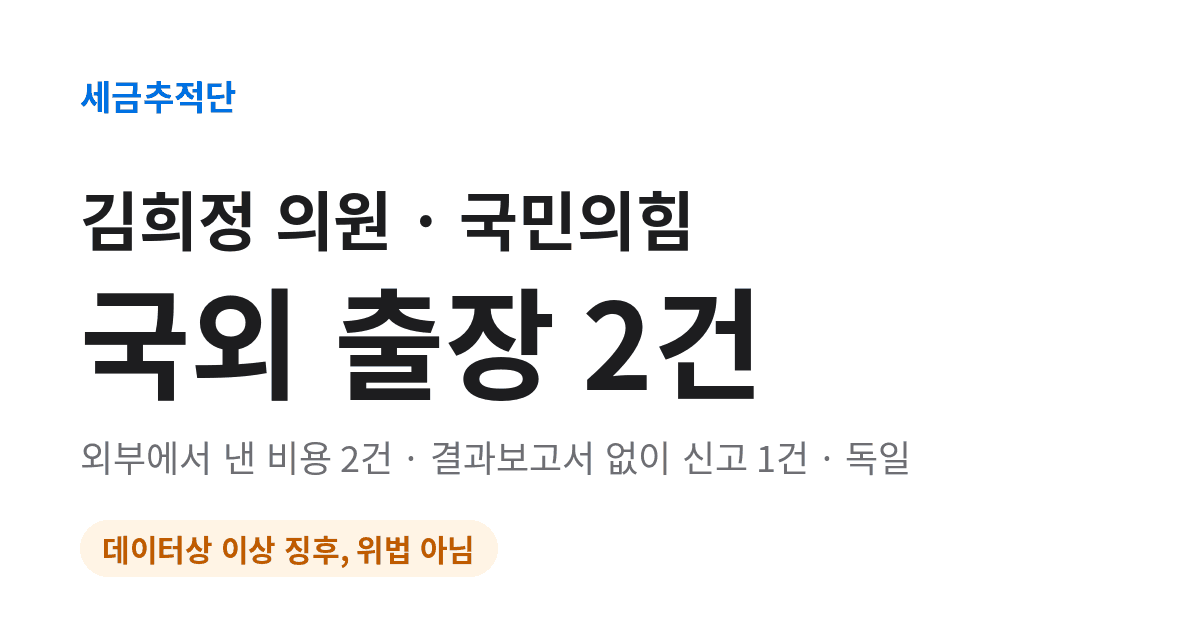 세금추적단
김희정 의원 · 국민의힘
국외 출장 2건
외부에서 낸 비용 2건 · 결과보고서 없이 신고 1건 · 독일
데이터상 이상 징후, 위법 아님